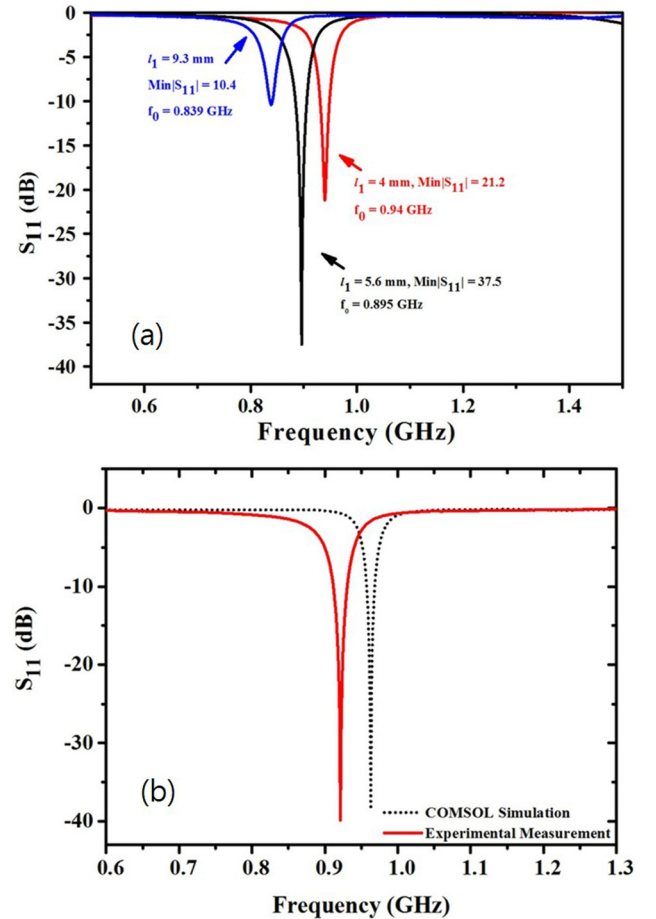 0
-5
-10
-15
-20
-25
-30
-35
-40
S11 (dB)
l1 = 9.3 mm
Min|S11| = 10.4
f0 = 0.839 GHz
l1 = 4 mm, Min|S11| = 21.2
f0 = 0.94 GHz
l1 = 5.6 mm, Min|S11| = 37.5
f0 = 0.895 GHz
(a)
0.6 0.8 1.0 1.2 1.4
Frequency (GHz)
0
-10
-20
-30
-40
S11 (dB)
(b)
COMSOL Simulation
Experimental Measurement
0.6 0.7 0.8 0.9 1.0 1.1 1.2 1.3
Frequency (GHz)